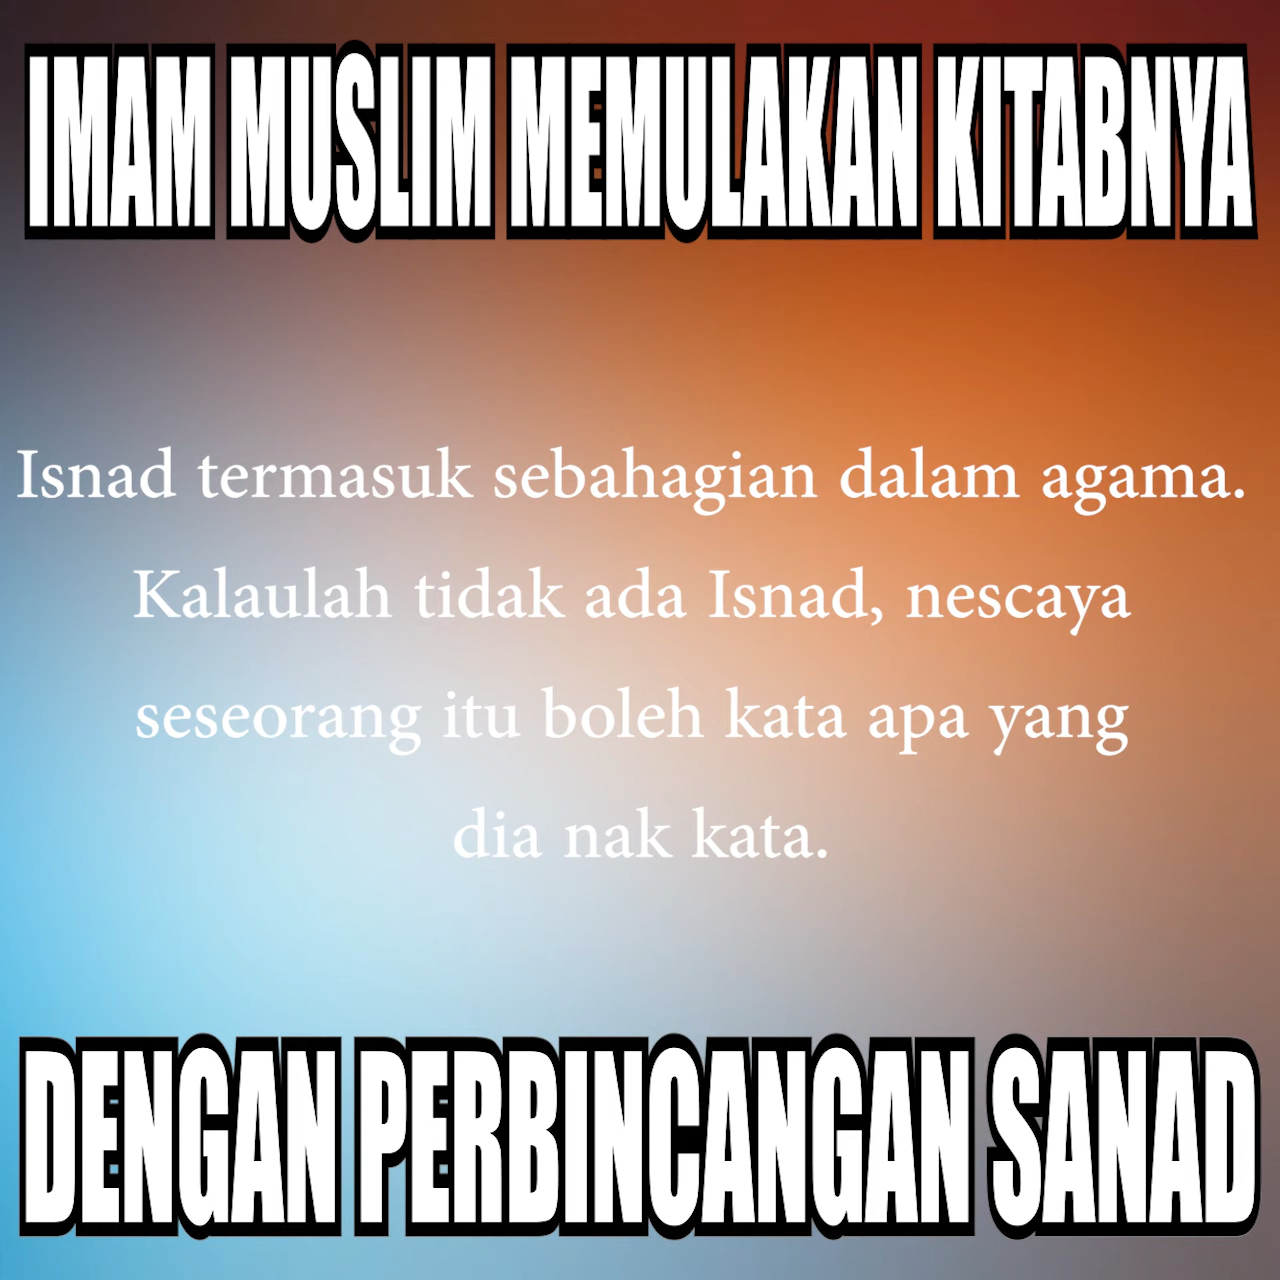 IMAM MUSLIM MEMULAKAN KITABNYA
Isnad termasuk sebahagian dalam agama.
Kalaulah tidak ada Isnad, nescaya
seseorang itu boleh kata apa yang
dia nak kata.
DENGAN PERBINCANGAN SANAD